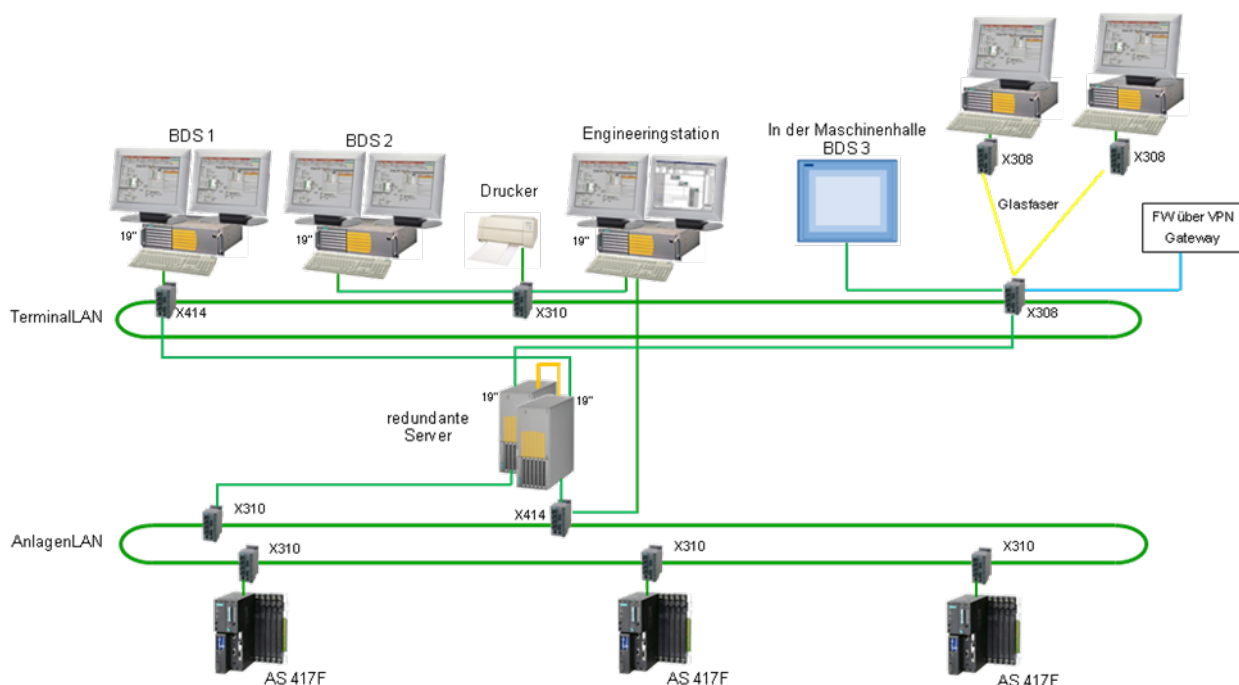 BDS 1
BDS 2
Engineeringstation
In der Maschinenhalle
BDS 3
X308
X308
Drucker
Glasfaser
FW über VPN
Gateway
19"
19"
19"
X414
X310
X308
TerminalLAN
19"
19"
redundante
Server
X310
X414
AnlagenLAN
X310
X310
X310
AS 417F
AS 417F
AS 417F